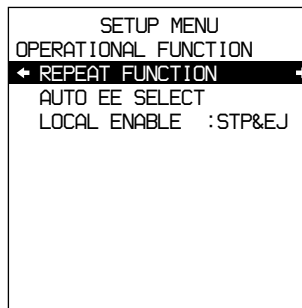 SETUP MENU
OPERATIONAL FUNCTION
REPEAT FUNCTION
AUTO EE SELECT
LOCAL ENABLE :STP&EJ